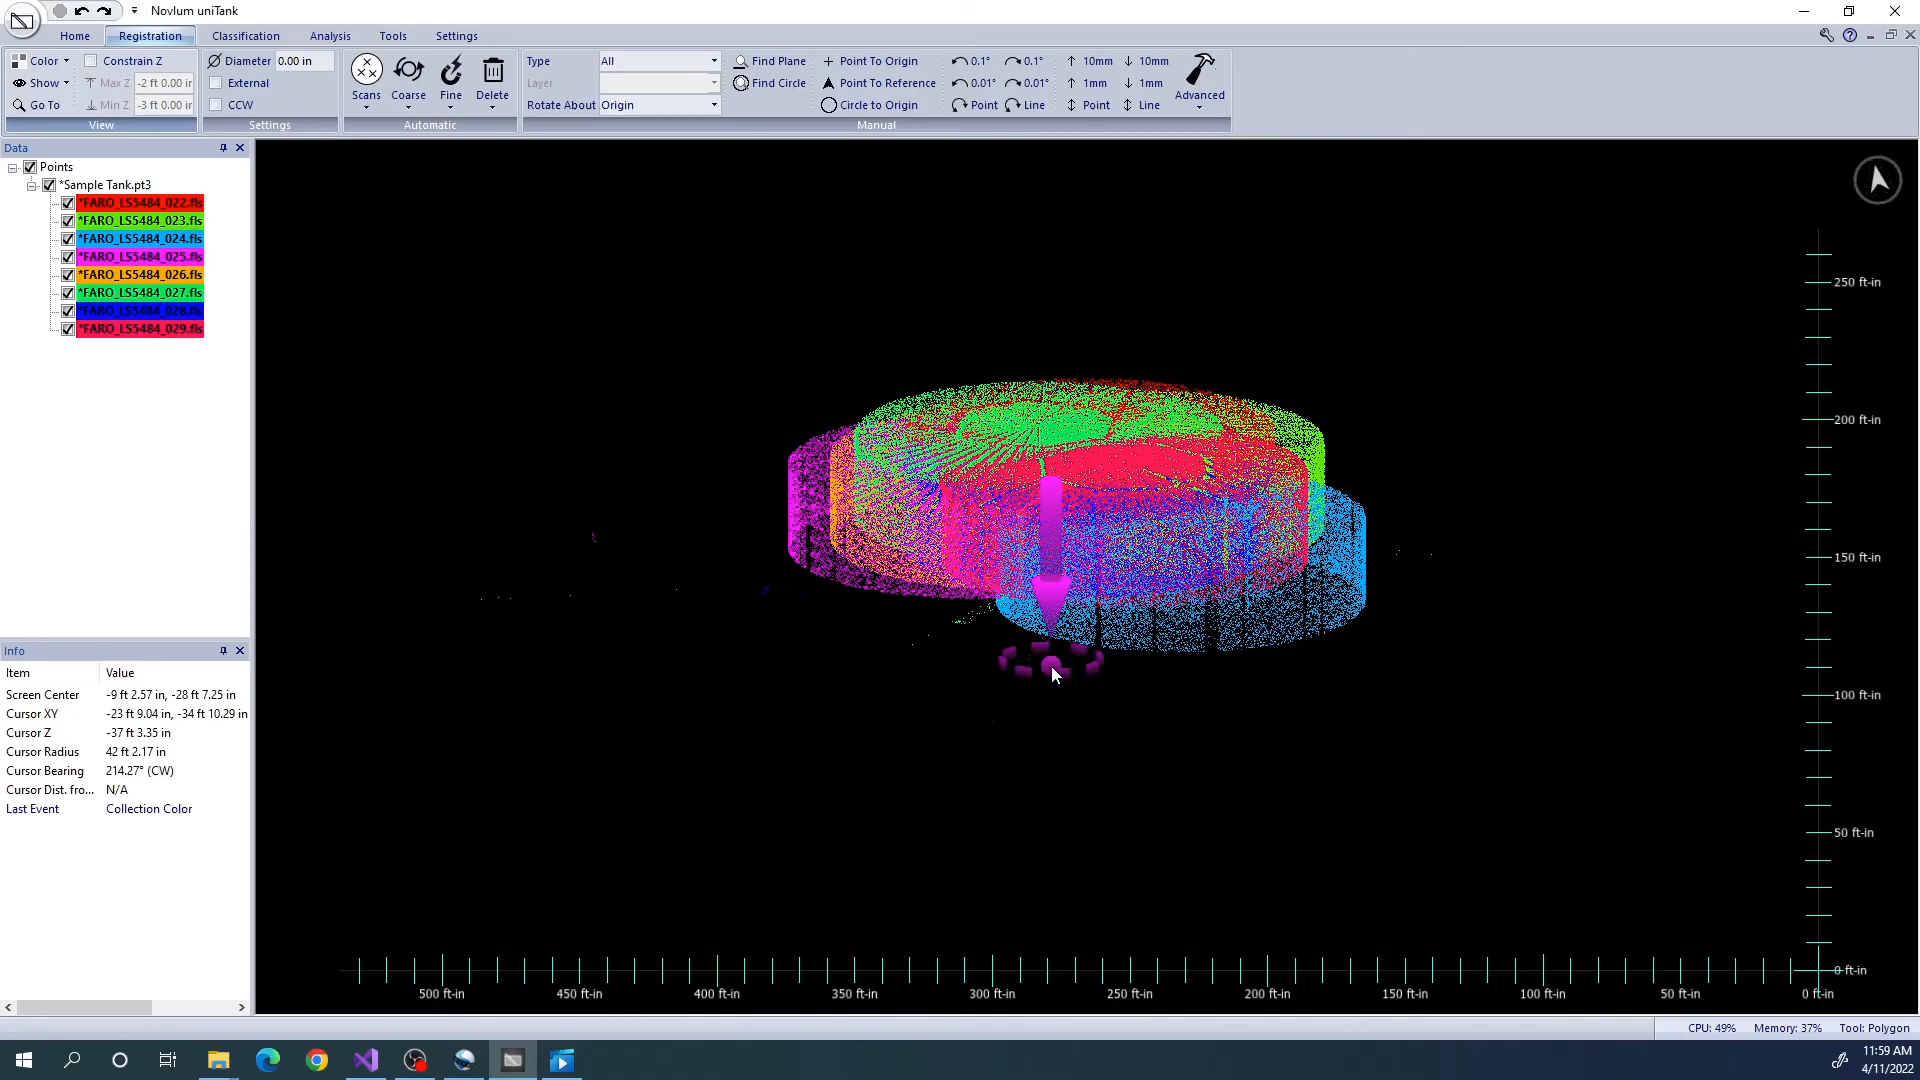 Novlum uniTank
Home Registration Classification Analysis Tools Settings
Color Constrain Z
Show Max Z -2 ft 0.00 in
Go To Min Z -3 ft 0.00 in
View
Diameter 0.00 in
External
CCW
Settings
Scans Coarse Fine Delete
Automatic
Type All
Layer
Rotate About Origin
Find Plane
Find Circle
Point To Origin
Point To Reference
Circle to Origin
0.1° 0.1°
0.01° 0.01°
Point Line
10mm 10mm
1mm 1mm
Point Line
Advanced
Manual
Data
Points
*Sample Tank.pt3
*FARO_LS5484_022.fls
*FARO_LS5484_023.fls
*FARO_LS5484_024.fls
*FARO_LS5484_025.fls
*FARO_LS5484_026.fls
*FARO_LS5484_027.fls
*FARO_LS5484_028.fls
*FARO_LS5484_029.fls
Info
Item Value
Screen Center -9 ft 2.57 in, -28 ft 7.25 in
Cursor XY -23 ft 9.04 in, -34 ft 10.29 in
Cursor Z -37 ft 3.35 in
Cursor Radius 42 ft 2.17 in
Cursor Bearing 214.27° (CW)
Cursor Dist. fro... N/A
Last Event Collection Color
250 ft-in
200 ft-in
150 ft-in
100 ft-in
50 ft-in
0 ft-in
500 ft-in 450 ft-in 400 ft-in 350 ft-in 300 ft-in 250 ft-in 200 ft-in 150 ft-in 100 ft-in 50 ft-in 0 ft-in
CPU: 49% Memory: 37% Tool: Polygon
11:59 AM
4/11/2022